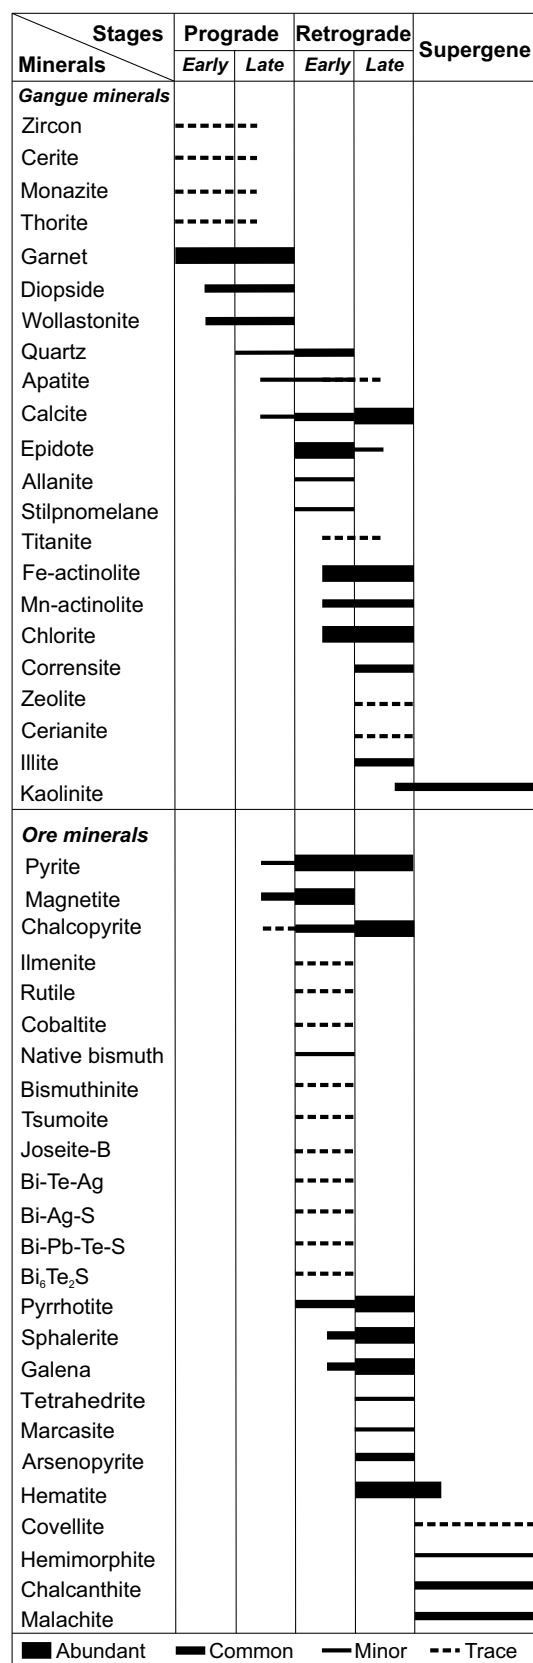 Stages Prograde Retrograde Supergene
Minerals Early Late Early Late
Gangue minerals
Zircon
Cerite
Monazite
Thorite
Garnet
Diopside
Wollastonite
Quartz
Apatite
Calcite
Epidote
Allanite
Stilpnomelane
Titanite
Fe-actinolite
Mn-actinolite
Chlorite
Corrensite
Zeolite
Cerianite
Illite
Kaolinite
Ore minerals
Pyrite
Magnetite
Chalcopyrite
Ilmenite
Rutile
Cobaltite
Native bismuth
Bismuthinite
Tsumoite
Joseite-B
Bi-Te-Ag
Bi-Ag-S
Bi-Pb-Te-S
Bi₆Te₂S
Pyrrhotite
Sphalerite
Galena
Tetrahedrite
Marcasite
Arsenopyrite
Hematite
Covellite
Hemimorphite
Chalcanthite
Malachite
Abundant Common Minor Trace